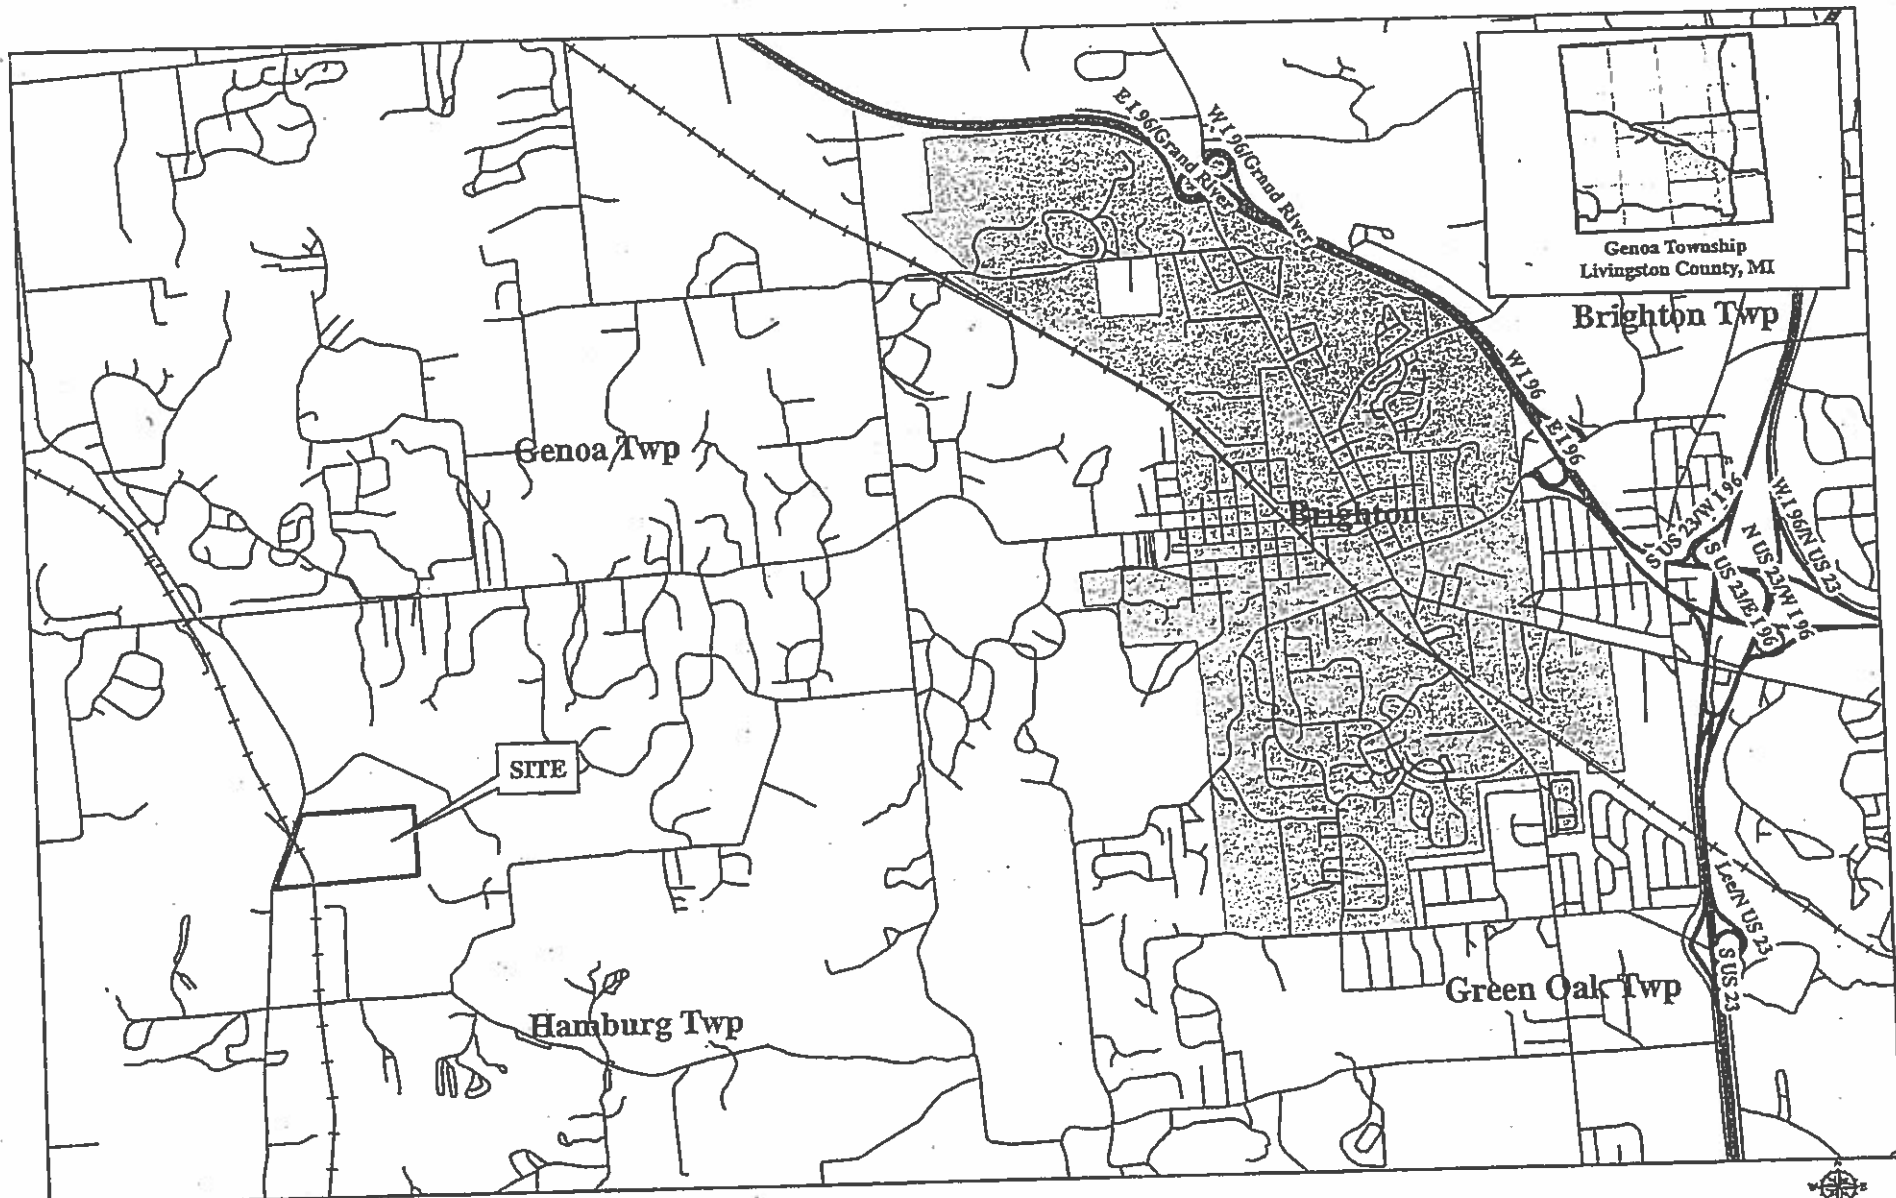 E I 96/Grand River
W I 96/Grand River
Genoa Township
Livingston County, MI
Brighton Twp
W I 96
E I 96
Genoa Twp
Brighton
S US 23/W I 96
W I 96/N US 23
N US 23/W I 96
S US 23/E I 96
SITE
Lee/N US 23
S US 23
Green Oak Twp
Hamburg Twp